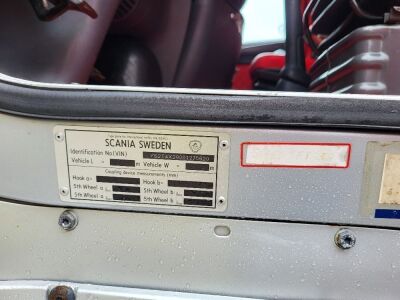 SCANIA SWEDEN
Identification No.(VIN)
Vehicle L - m Vehicle W - m
Coupling device measurements (mm)
Hook a= Hook b=
5th Wheel a 5th Wheel b
5th Wheel a 5th Wheel b